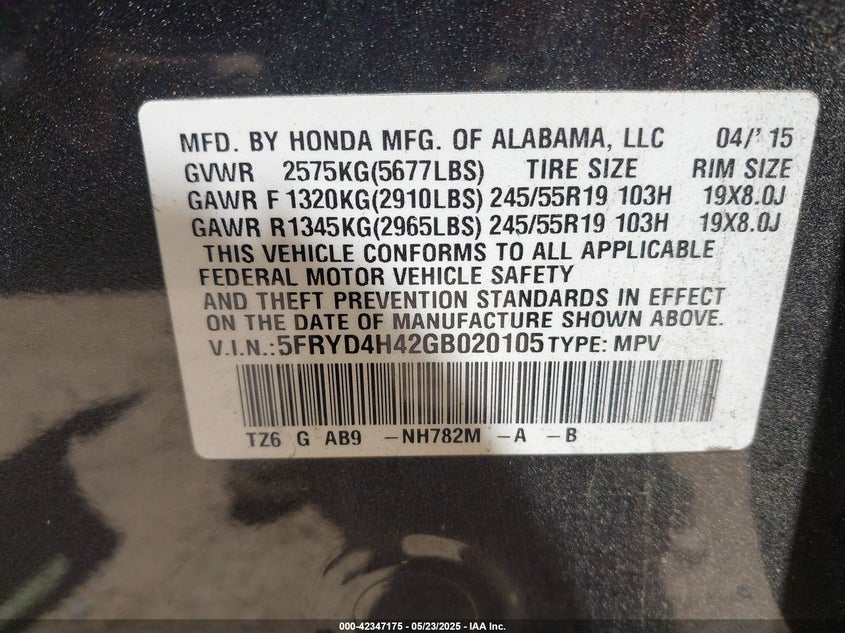 MFD. BY HONDA MFG. OF ALABAMA, LLC 04/' 15
GVWR 2575KG(5677LBS) TIRE SIZE RIM SIZE
GAWR F 1320KG(2910LBS) 245/55R19 103H 19X8.0J
GAWR R1345KG(2965LBS) 245/55R19 103H 19X8.0J
THIS VEHICLE CONFORMS TO ALL APPLICABLE
FEDERAL MOTOR VEHICLE SAFETY
AND THEFT PREVENTION STANDARDS IN EFFECT
ON THE DATE OF MANUFACTURE SHOWN ABOVE.
V.I.N.:5FRYD4H42GB020105 TYPE: MPV
TZ6 G AB9 -NH782M -A -B
000-42347175 - 05/23/2025 - IAA Inc.